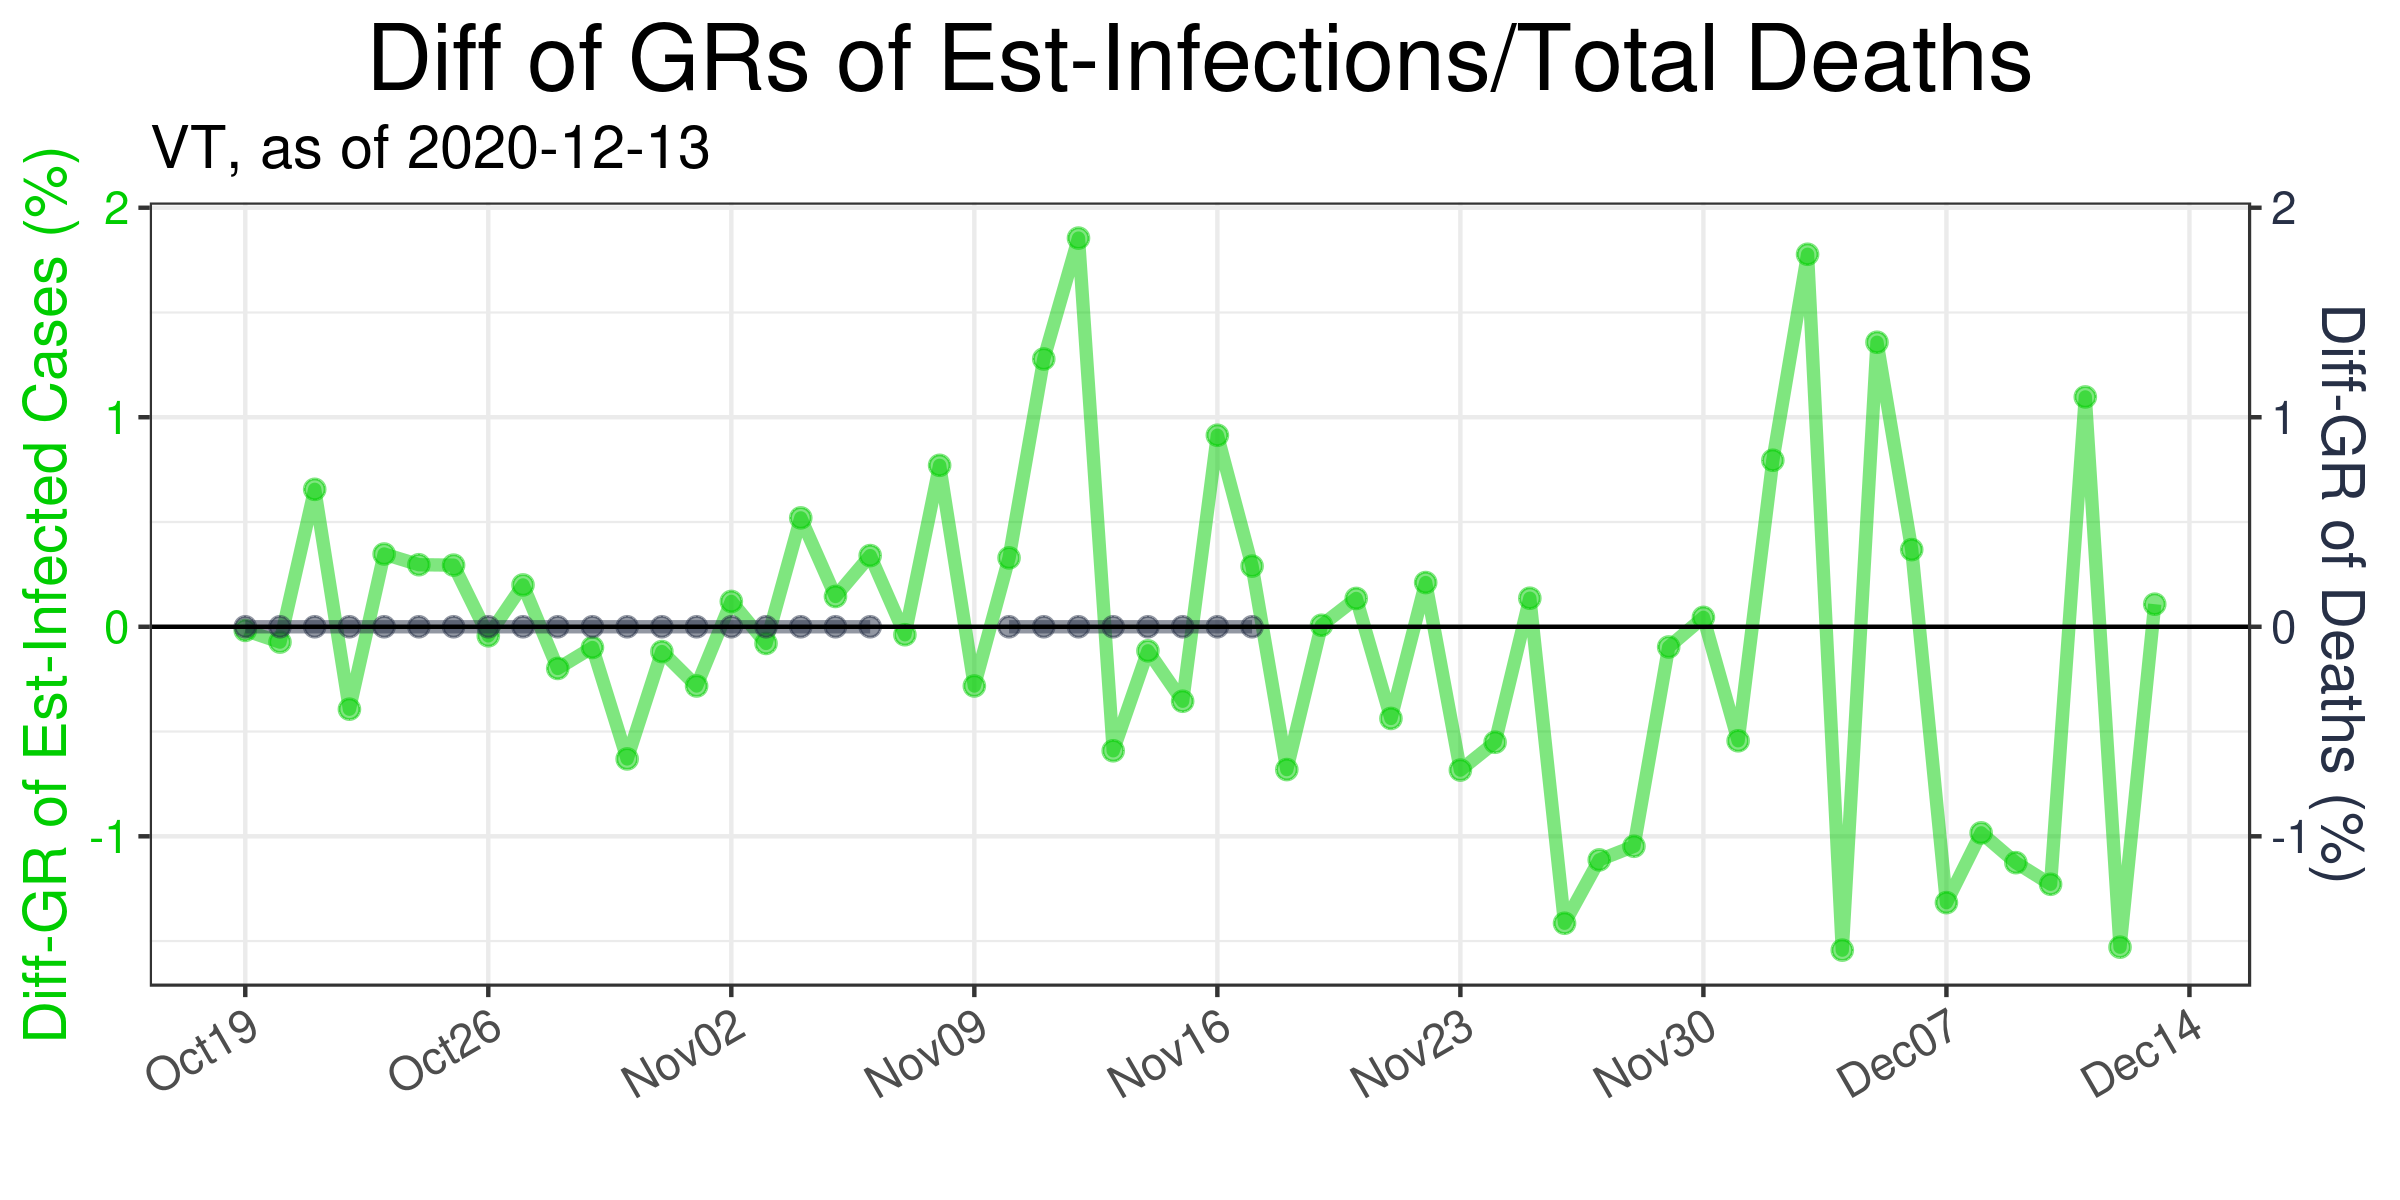 Diff of GRs of Est-Infections/Total Deaths
VT, as of 2020-12-13
Diff-GR of Est-Infected Cases (%)
2
1
0
-1
2
1
0
-1
Diff-GR of Deaths (%)
Oct19
Oct26
Nov02
Nov09
Nov16
Nov23
Nov30
Dec07
Dec14